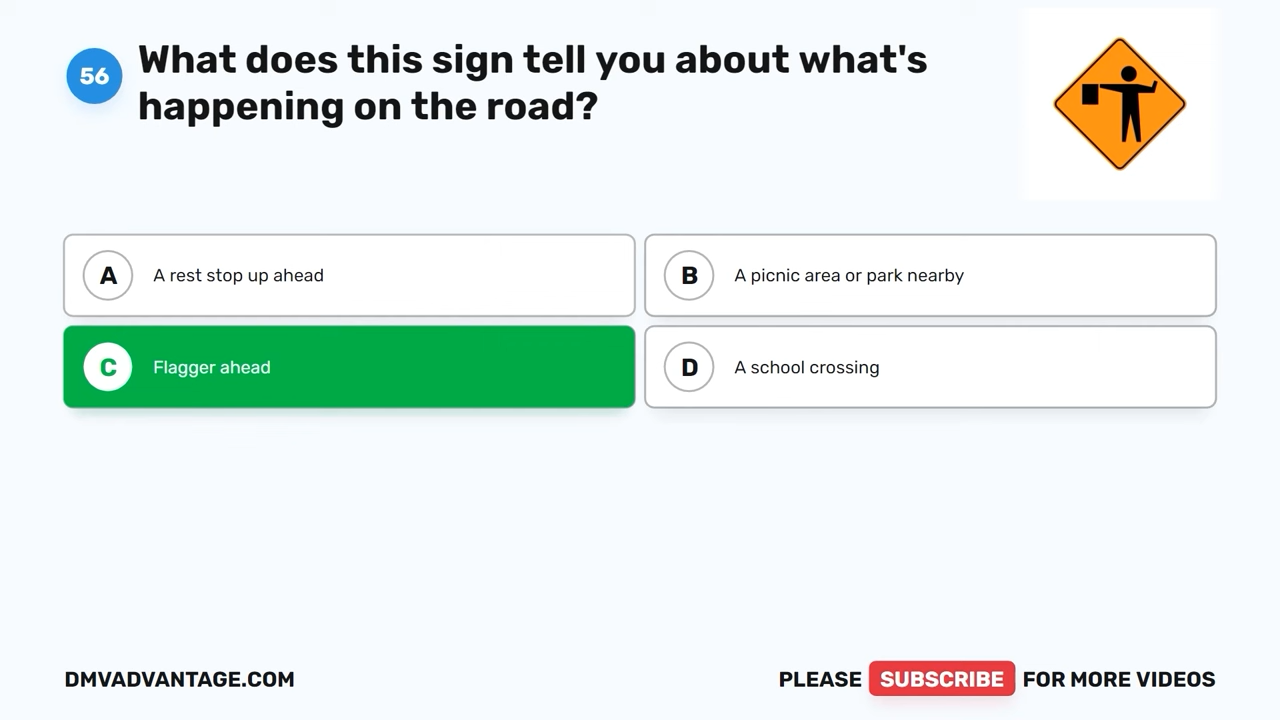 56
What does this sign tell you about what's
happening on the road?
A A rest stop up ahead
B A picnic area or park nearby
C Flagger ahead
D A school crossing
DMVADVANTAGE.COM
PLEASE SUBSCRIBE FOR MORE VIDEOS